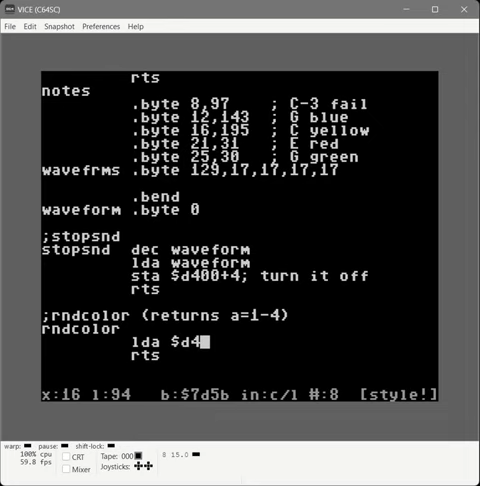 VICE (C64SC)
File Edit Snapshot Preferences Help
rts
notes
.byte 8,97 ; C-3 fail
.byte 12,143 ; G blue
.byte 16,195 ; C yellow
.byte 21,31 ; E red
.byte 25,30 ; G green
wavefrms .byte 129,17,17,17,17
.bend
waveform .byte 0
;stopsnd
stopsnd dec waveform
lda waveform
sta $d400+4; turn it off
rts
;rndcolor (returns a=1-4)
rndcolor
lda $d4
rts
x:16 l:94 b:$7d5b in:c/l #:8 [style!]
warp: pause: shift-lock:
100% cpu
59.8 fps
CRT
Mixer
Tape: 000
Joysticks:
8 15.0